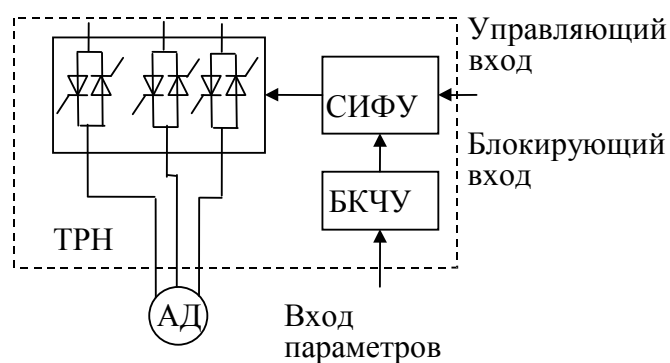 Управляющий
вход
СИФУ
Блокирующий
вход
БКЧУ
ТРН
АД
Вход
параметров